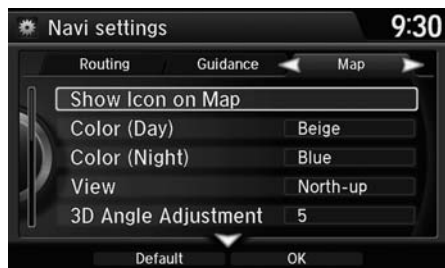 Navi settings 9:30
Routing Guidance Map
Show Icon on Map
Color (Day) Beige
Color (Night) Blue
View North-up
3D Angle Adjustment 5
Default OK